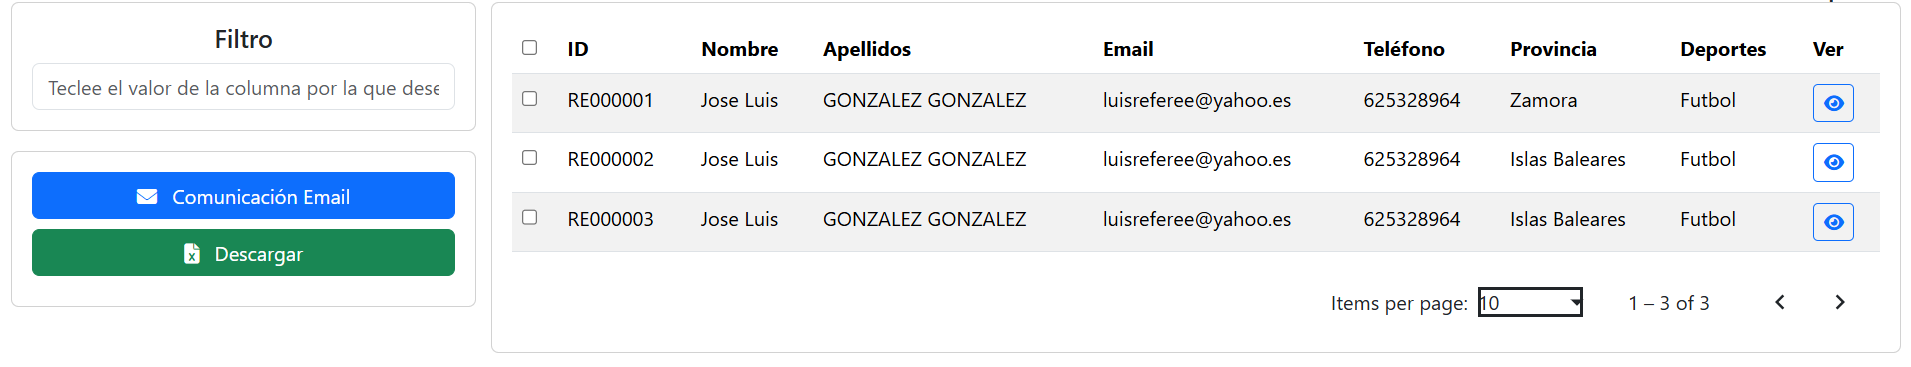 Filtro
Teclee el valor de la columna por la que dese
Comunicación Email
Descargar
ID Nombre Apellidos Email Teléfono Provincia Deportes Ver
RE000001 Jose Luis GONZALEZ GONZALEZ luisreferee@yahoo.es 625328964 Zamora Futbol
RE000002 Jose Luis GONZALEZ GONZALEZ luisreferee@yahoo.es 625328964 Islas Baleares Futbol
RE000003 Jose Luis GONZALEZ GONZALEZ luisreferee@yahoo.es 625328964 Islas Baleares Futbol
Items per page: 10 1 – 3 of 3